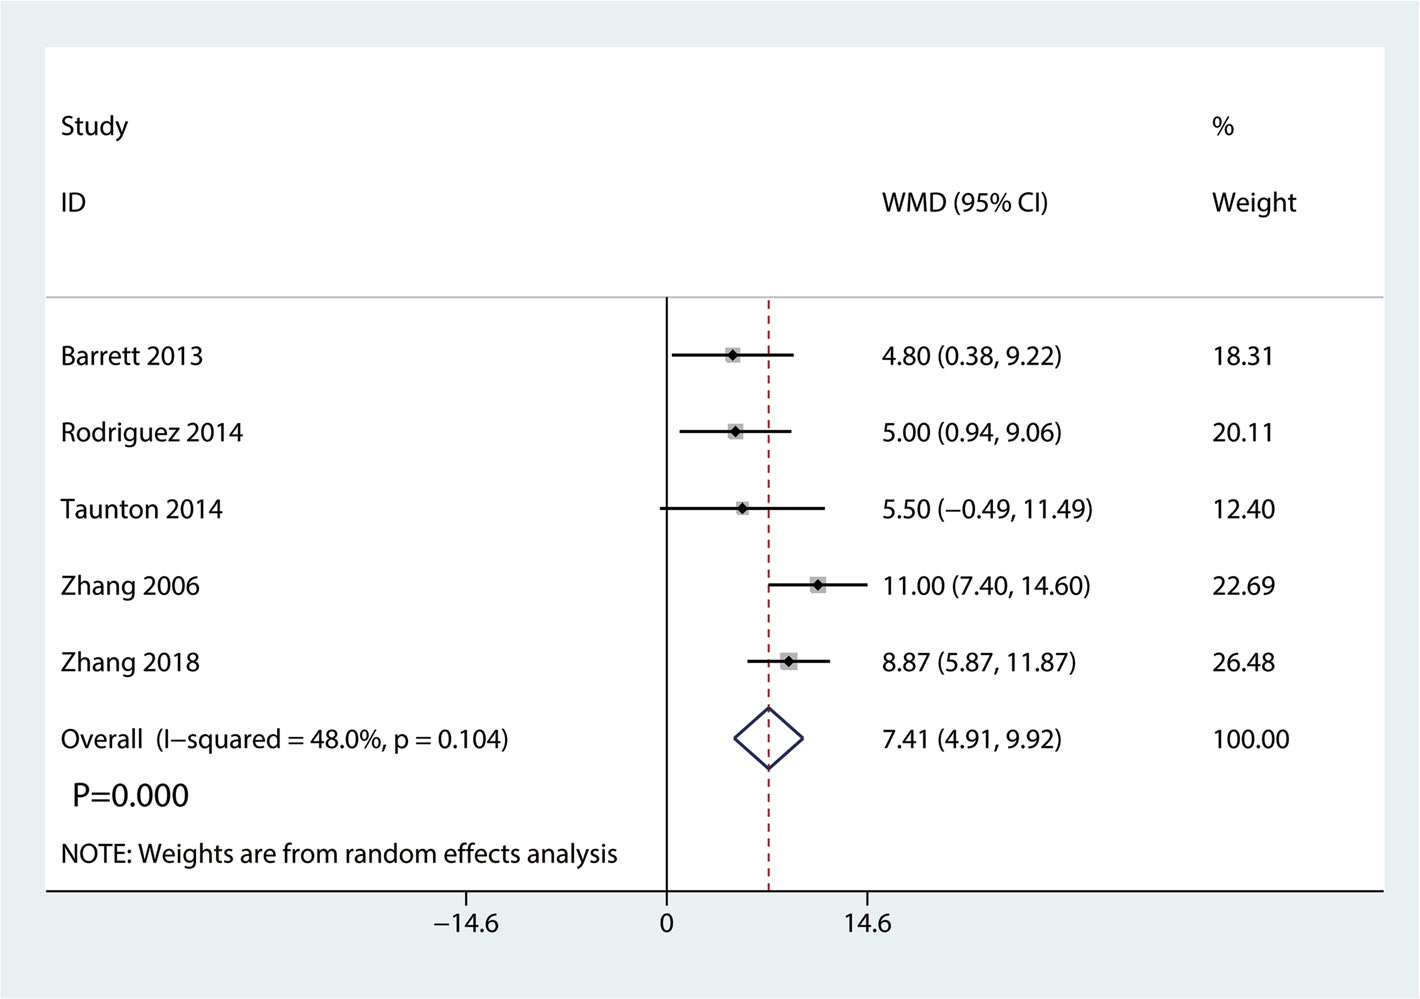 Study %
ID WMD (95% CI) Weight
Barrett 2013 4.80 (0.38, 9.22) 18.31
Rodriguez 2014 5.00 (0.94, 9.06) 20.11
Taunton 2014 5.50 (−0.49, 11.49) 12.40
Zhang 2006 11.00 (7.40, 14.60) 22.69
Zhang 2018 8.87 (5.87, 11.87) 26.48
Overall (I−squared = 48.0%, p = 0.104) 7.41 (4.91, 9.92) 100.00
P=0.000
NOTE: Weights are from random effects analysis
−14.6 0 14.6